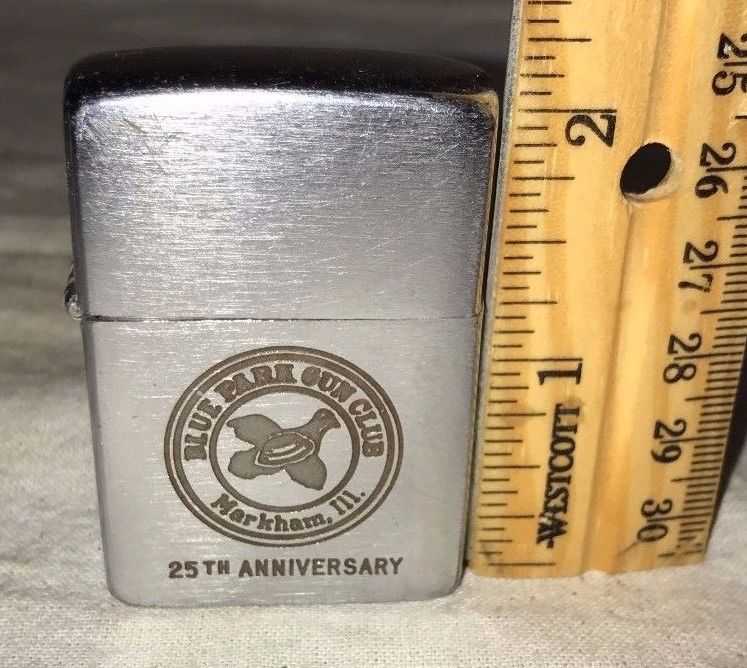 BLUE PARK GUN CLUB
Markham, Ill.
25TH ANNIVERSARY
2
1
WESTCOTT
25
26
27
28
29
30